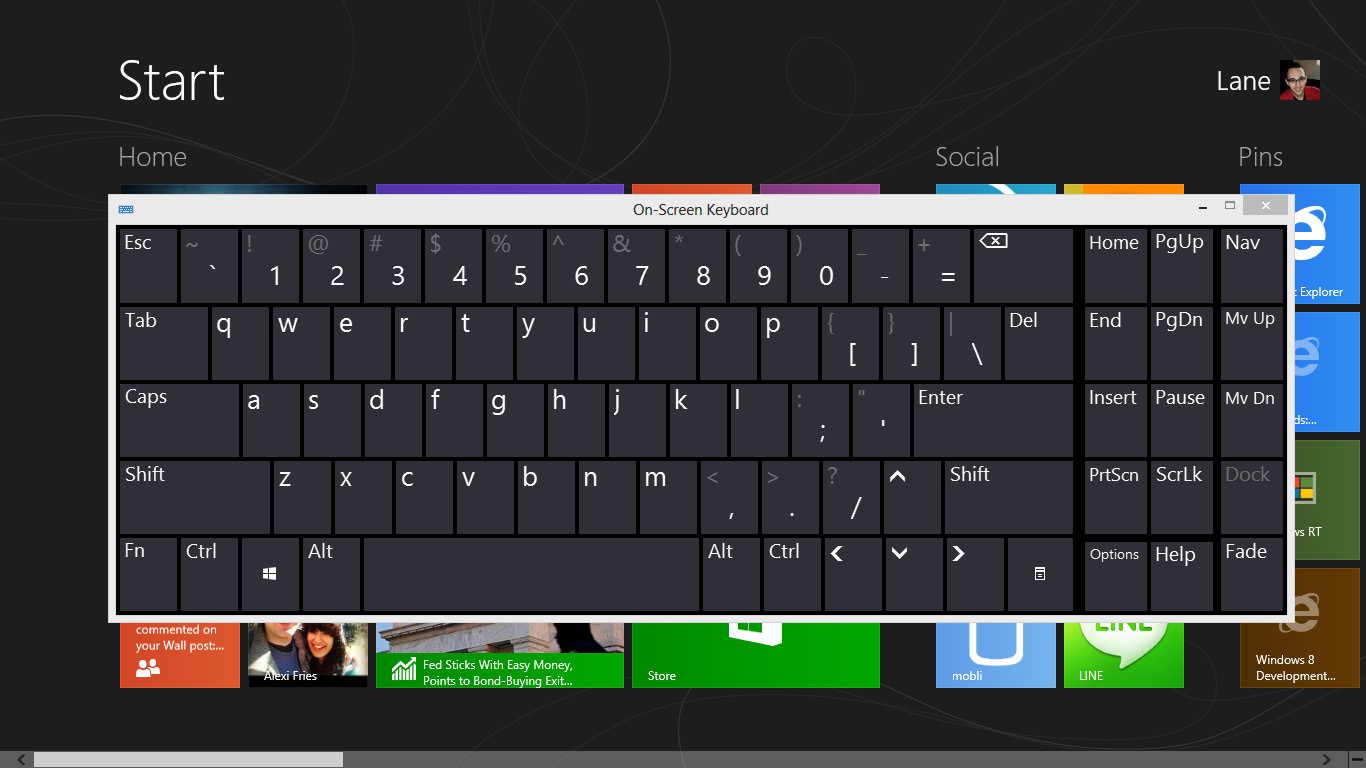 Start
Lane
Home
Social
Pins
On-Screen Keyboard
Esc ~ ` ! 1 @ 2 # 3 $ 4 % 5 ^ 6 & 7 * 8 ( 9 ) 0 _ - + = Home PgUp Nav
Explorer
Tab q w e r t y u i o p { [ } ] | \ Del End PgDn Mv Up
Caps a s d f g h j k l : ; " ' Enter Insert Pause Mv Dn
ds:...
Shift z x c v b n m < , > . ? / Shift PrtScn ScrLk Dock
ws RT
Fn Ctrl Alt Alt Ctrl Options Help Fade
commented on
your Wall post:...
Alexi Fries
Fed Sticks With Easy Money,
Points to Bond-Buying Exit...
Store
mobli
LINE
LINE
Windows 8
Development...